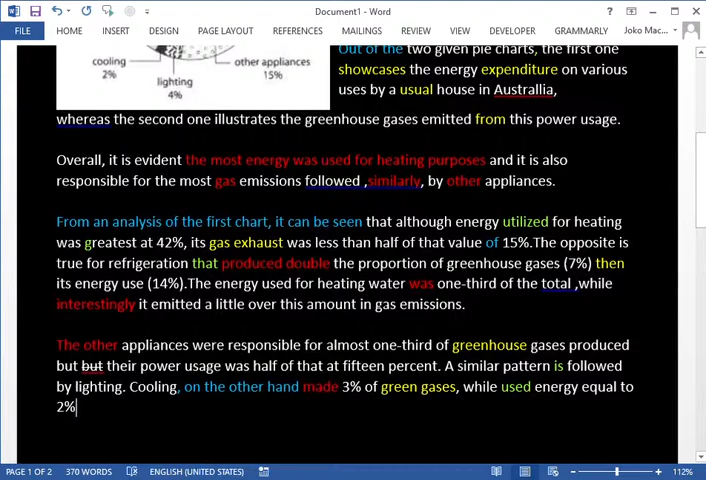 Document1 - Word
FILE HOME INSERT DESIGN PAGE LAYOUT REFERENCES MAILINGS REVIEW VIEW DEVELOPER GRAMMARLY Joko Mac...
cooling
2%
lighting
4%
other appliances
15%
Out of the two given pie charts, the first one
showcases the energy expenditure on various
uses by a usual house in Australlia,
whereas the second one illustrates the greenhouse gases emitted from this power usage.
Overall, it is evident the most energy was used for heating purposes and it is also
responsible for the most gas emissions followed ,similarly, by other appliances.
From an analysis of the first chart, it can be seen that although energy utilized for heating
was greatest at 42%, its gas exhaust was less than half of that value of 15%.The opposite is
true for refrigeration that produced double the proportion of greenhouse gases (7%) then
its energy use (14%).The energy used for heating water was one-third of the total ,while
interestingly it emitted a little over this amount in gas emissions.
The other appliances were responsible for almost one-third of greenhouse gases produced
but but their power usage was half of that at fifteen percent. A similar pattern is followed
by lighting. Cooling, on the other hand made 3% of green gases, while used energy equal to
2%
PAGE 1 OF 2 370 WORDS ENGLISH (UNITED STATES) 112%